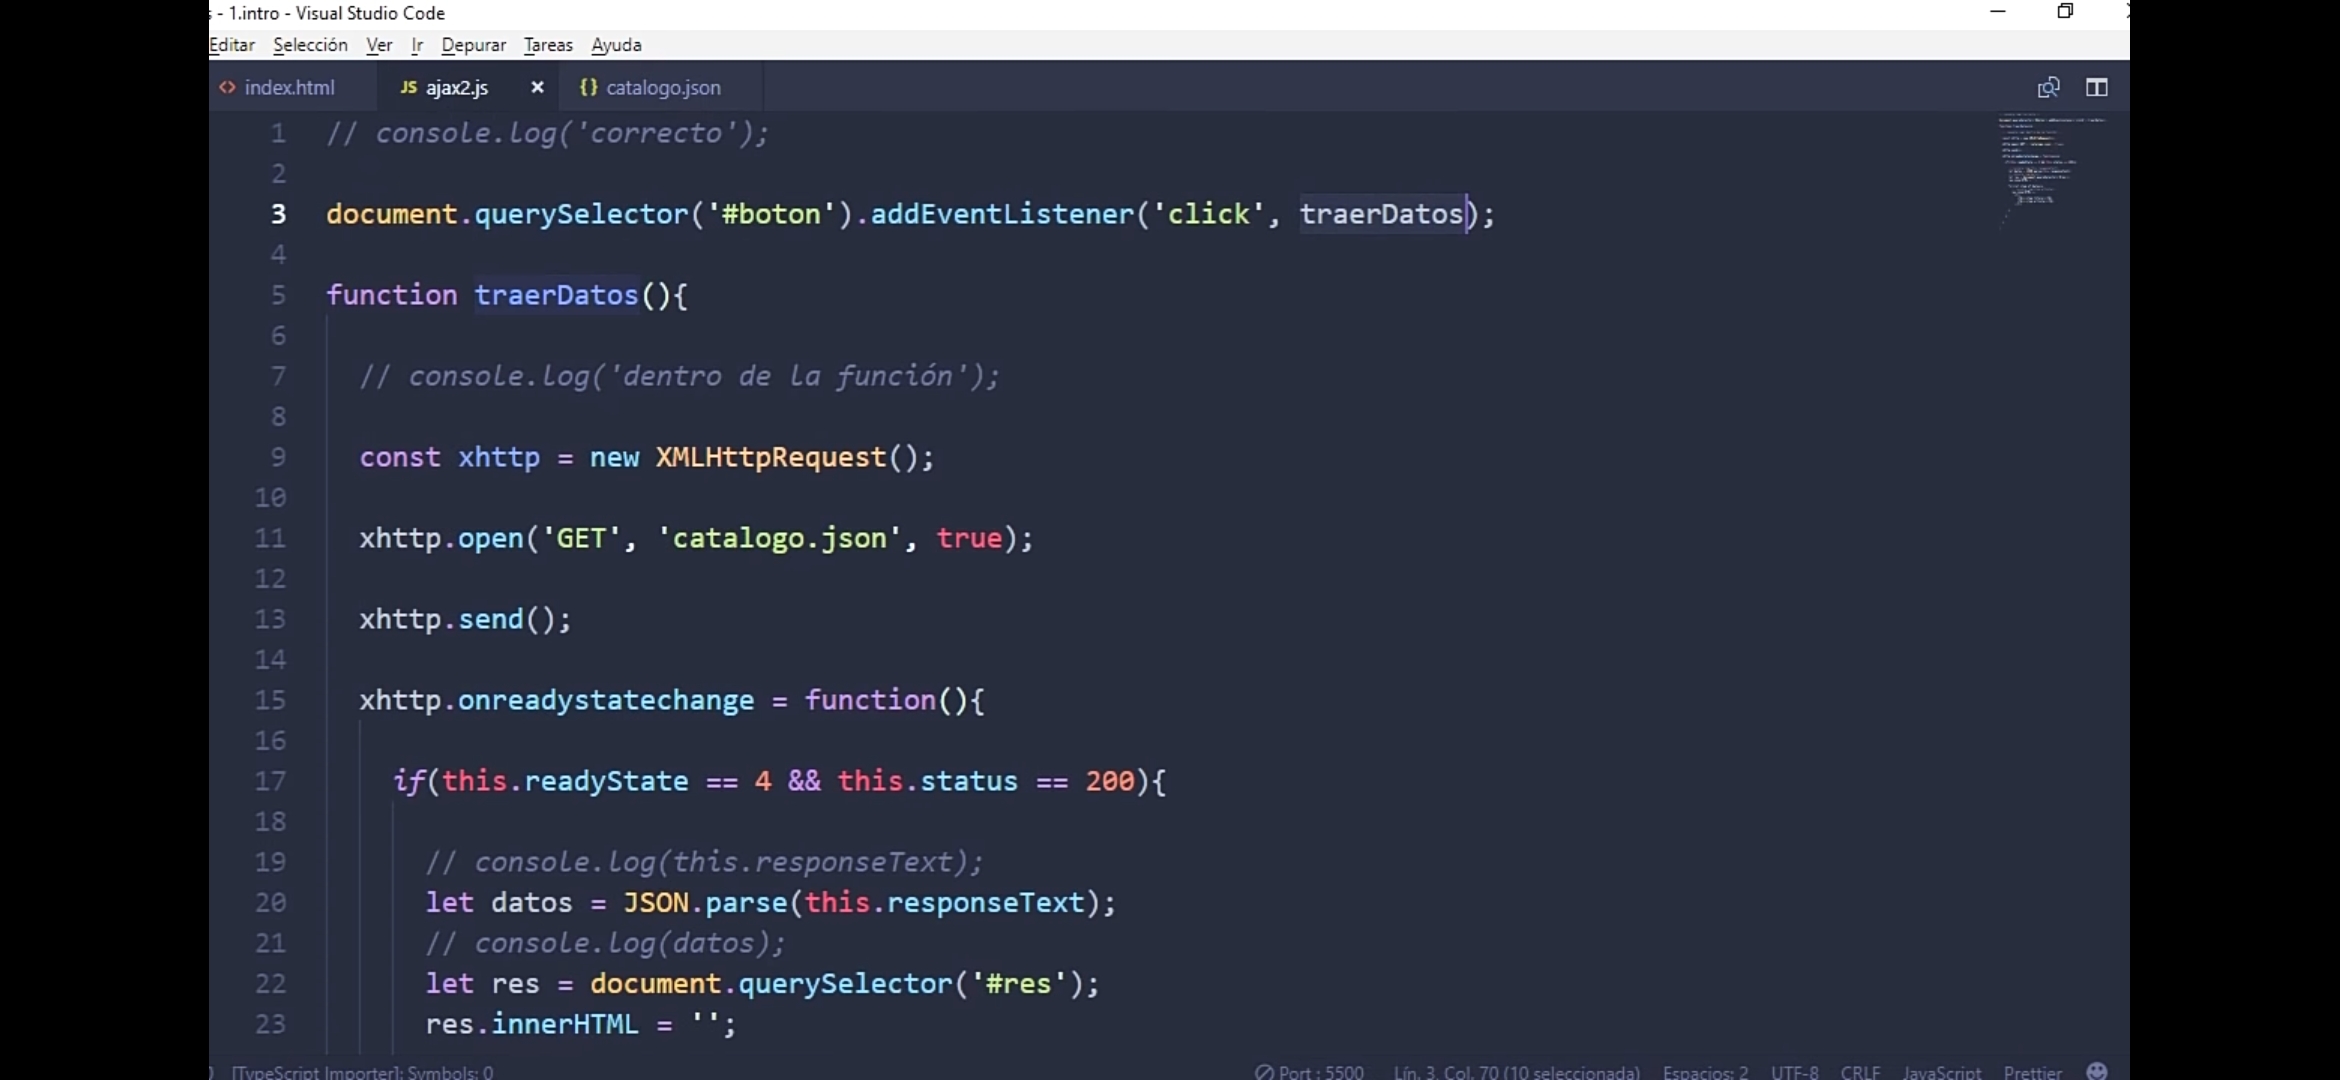 - 1.intro - Visual Studio Code
Editar Selección Ver Ir Depurar Tareas Ayuda
<> index.html JS ajax2.js × {} catalogo.json
1 // console.log('correcto');
2
3 document.querySelector('#boton').addEventListener('click', traerDatos);
4
5 function traerDatos(){
6
7 // console.log('dentro de la función');
8
9 const xhttp = new XMLHttpRequest();
10
11 xhttp.open('GET', 'catalogo.json', true);
12
13 xhttp.send();
14
15 xhttp.onreadystatechange = function(){
16
17 if(this.readyState == 4 && this.status == 200){
18
19 // console.log(this.responseText);
20 let datos = JSON.parse(this.responseText);
21 // console.log(datos);
22 let res = document.querySelector('#res');
23 res.innerHTML = '';
[TypeScript Importer]: Symbols: 0 Port : 5500 Lín. 3, Col. 70 (10 seleccionada) Espacios: 2 UTF-8 CRLF JavaScript Prettier